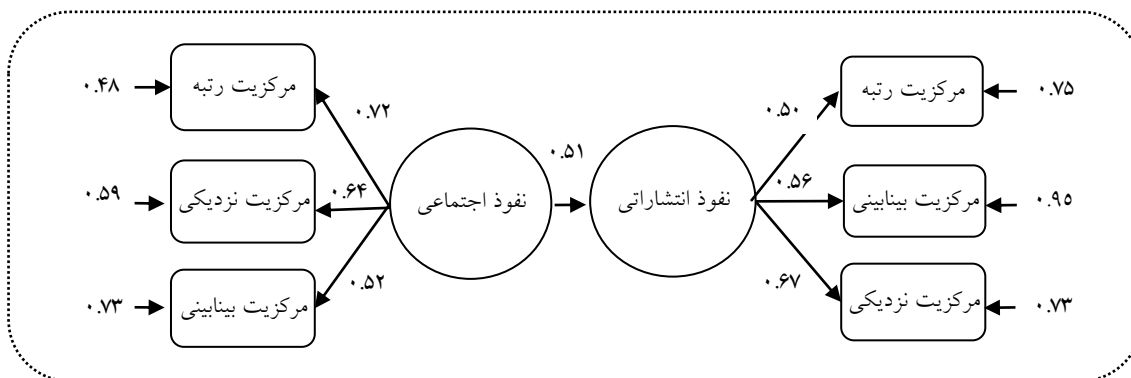 مرکزیت رتبه
۰.۷۵
۰.۵۰
مرکزیت بینابینی
۰.۹۵
۰.۵۶
مرکزیت نزدیکی
۰.۷۳
۰.۶۷
نفوذ انتشاراتی
۰.۵۱
نفوذ اجتماعی
۰.۷۲
مرکزیت رتبه
۰.۴۸
۰.۶۴
مرکزیت نزدیکی
۰.۵۹
۰.۵۲
مرکزیت بینابینی
۰.۷۳